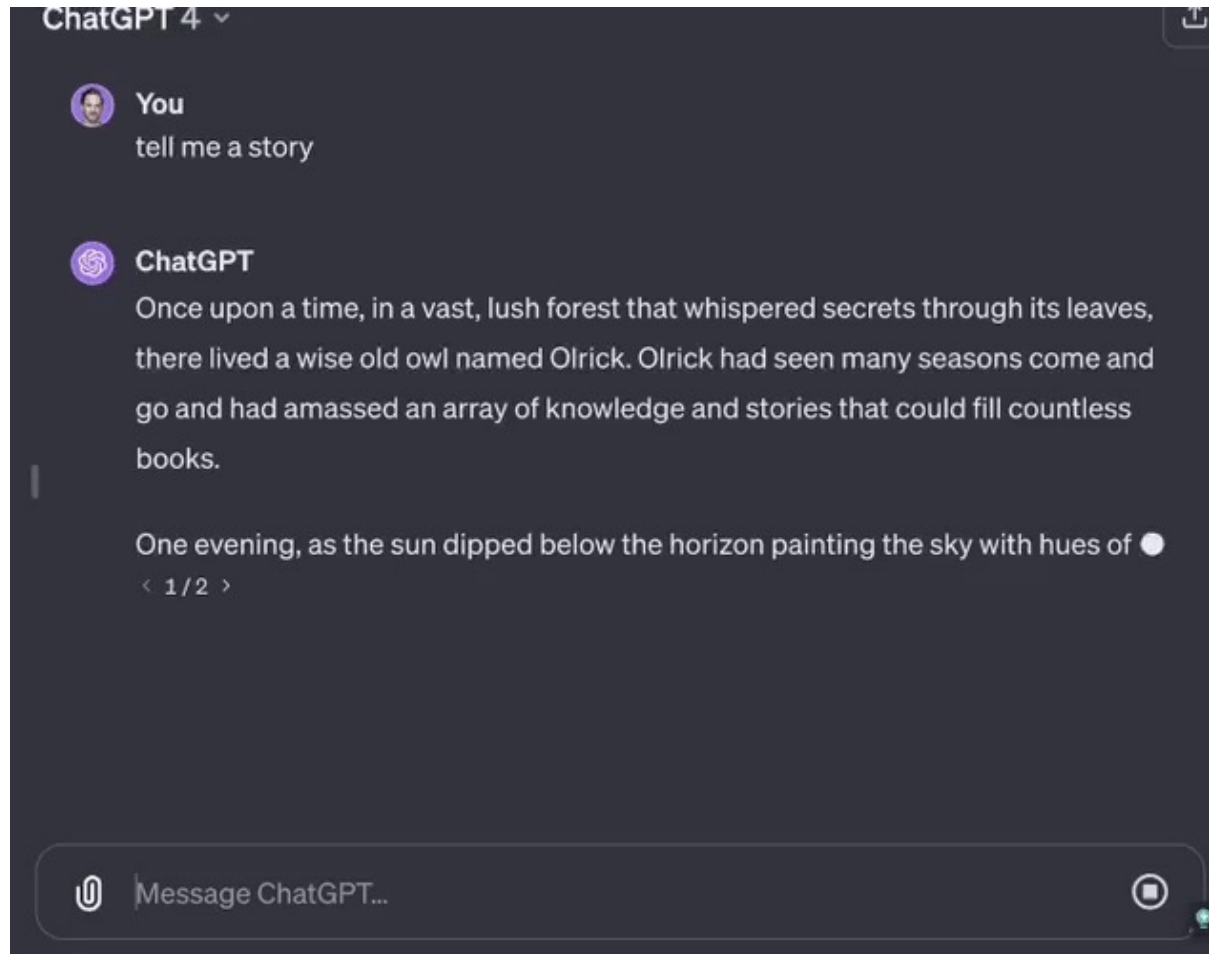 ChatGPT 4
You
tell me a story
ChatGPT
Once upon a time, in a vast, lush forest that whispered secrets through its leaves,
there lived a wise old owl named Olrick. Olrick had seen many seasons come and
go and had amassed an array of knowledge and stories that could fill countless
books.
One evening, as the sun dipped below the horizon painting the sky with hues of
< 1/2 >
Message ChatGPT...